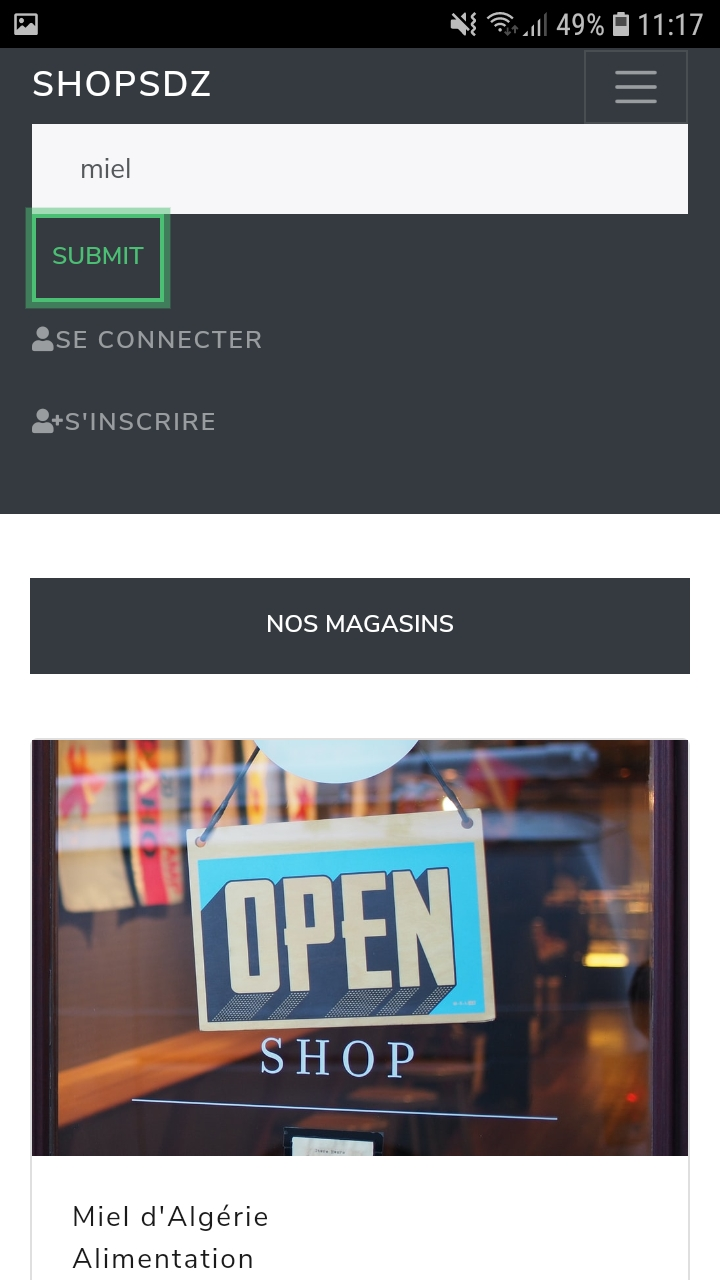 49% 11:17
SHOPSDZ
miel
SUBMIT
SE CONNECTER
S'INSCRIRE
NOS MAGASINS
OPEN
SHOP
Miel d'Algérie
Alimentation